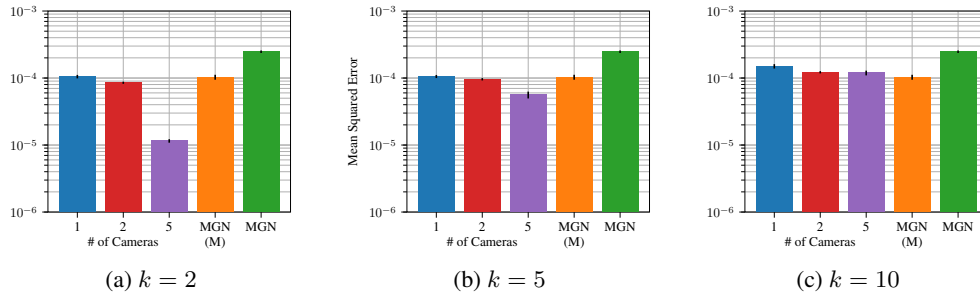 10⁻³
10⁻⁴
10⁻⁵
10⁻⁶
1 2 5 MGN MGN
# of Cameras (M)
(a) k = 2
Mean Squared Error
10⁻³
10⁻⁴
10⁻⁵
10⁻⁶
1 2 5 MGN MGN
# of Cameras (M)
(b) k = 5
10⁻³
10⁻⁴
10⁻⁵
10⁻⁶
1 2 5 MGN MGN
# of Cameras (M)
(c) k = 10